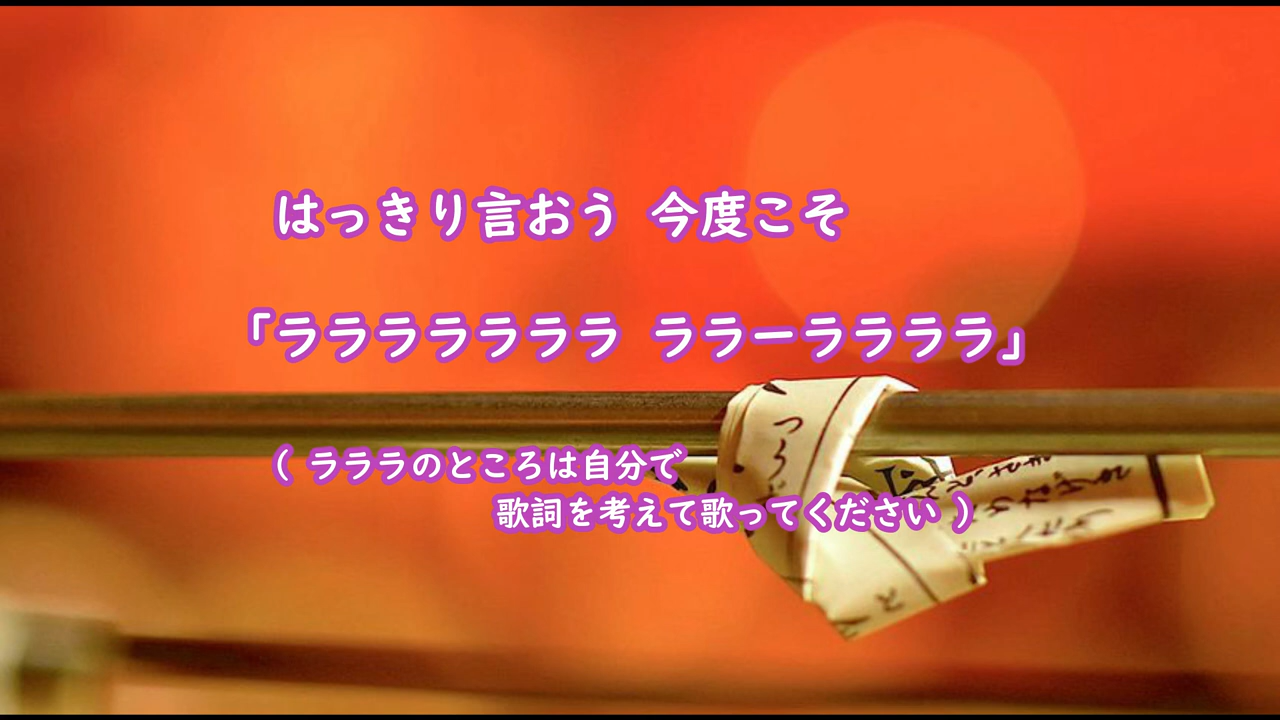 はっきり言おう 今度こそ
「ラララララララ ララーララララ」
( ラララのところは自分で
歌詞を考えて歌ってください )